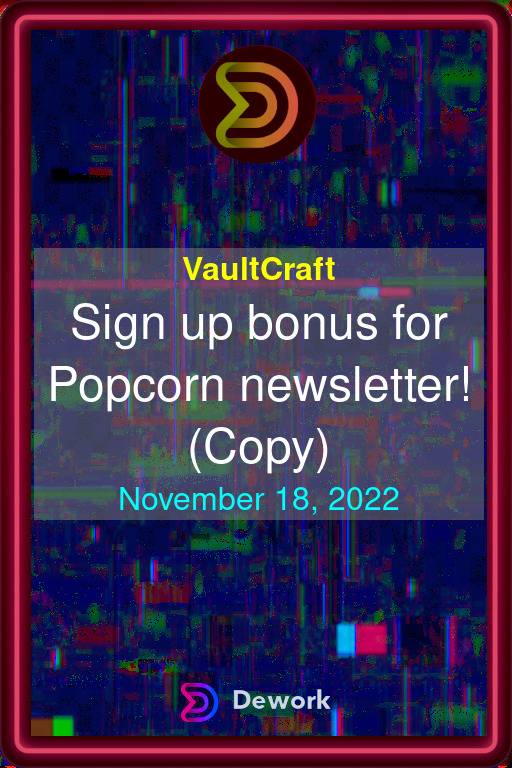 VaultCraft
Sign up bonus for
Popcorn newsletter!
(Copy)
November 18, 2022
Dework